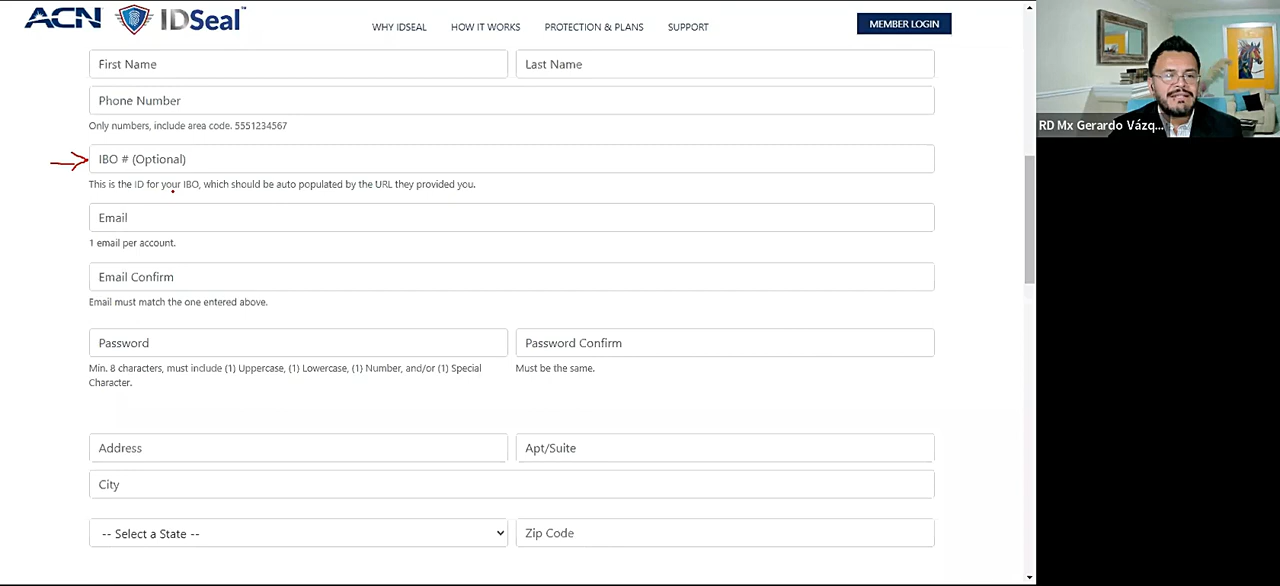 ACN IDSeal™
WHY IDSEAL HOW IT WORKS PROTECTION & PLANS SUPPORT MEMBER LOGIN
First Name Last Name
Phone Number
Only numbers, include area code. 5551234567
IBO # (Optional)
This is the ID for your IBO, which should be auto populated by the URL they provided you.
Email
1 email per account.
Email Confirm
Email must match the one entered above.
Password Password Confirm
Min. 8 characters, must include (1) Uppercase, (1) Lowercase, (1) Number, and/or (1) Special Must be the same.
Character.
Address Apt/Suite
City
-- Select a State -- Zip Code
RD Mx Gerardo Vázq...